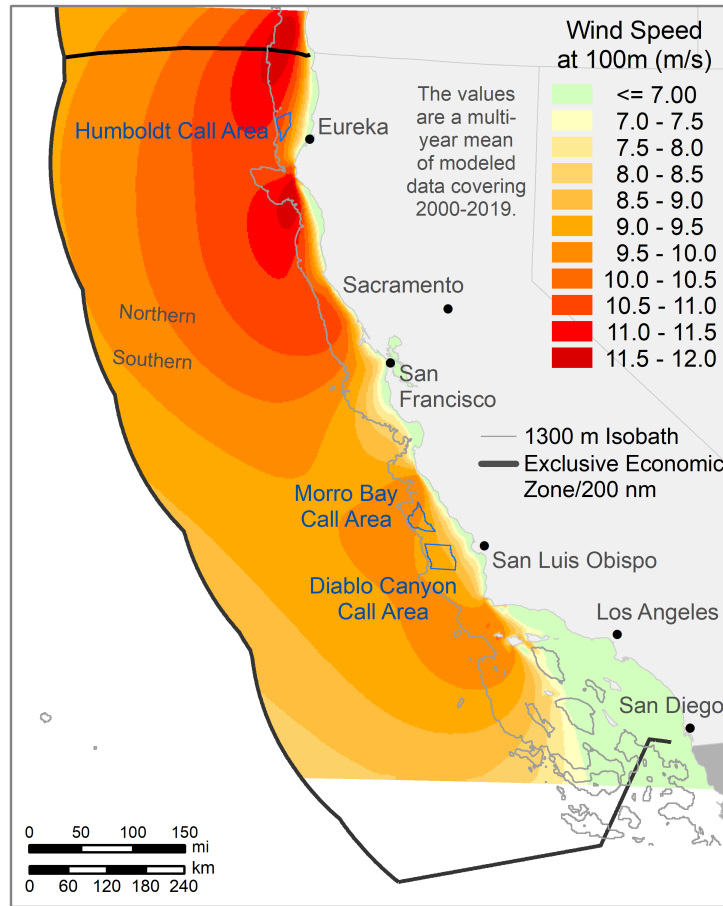 Wind Speed
at 100m (m/s)
<= 7.00
7.0 - 7.5
7.5 - 8.0
8.0 - 8.5
8.5 - 9.0
9.0 - 9.5
9.5 - 10.0
10.0 - 10.5
10.5 - 11.0
11.0 - 11.5
11.5 - 12.0
The values
are a multi-
year mean
of modeled
data covering
2000-2019.
Humboldt Call Area
Eureka
Sacramento
Northern
Southern
San
Francisco
1300 m Isobath
Exclusive Economic
Zone/200 nm
Morro Bay
Call Area
San Luis Obispo
Diablo Canyon
Call Area
Los Angeles
San Diego
0 50 100 150
mi
km
0 60 120 180 240